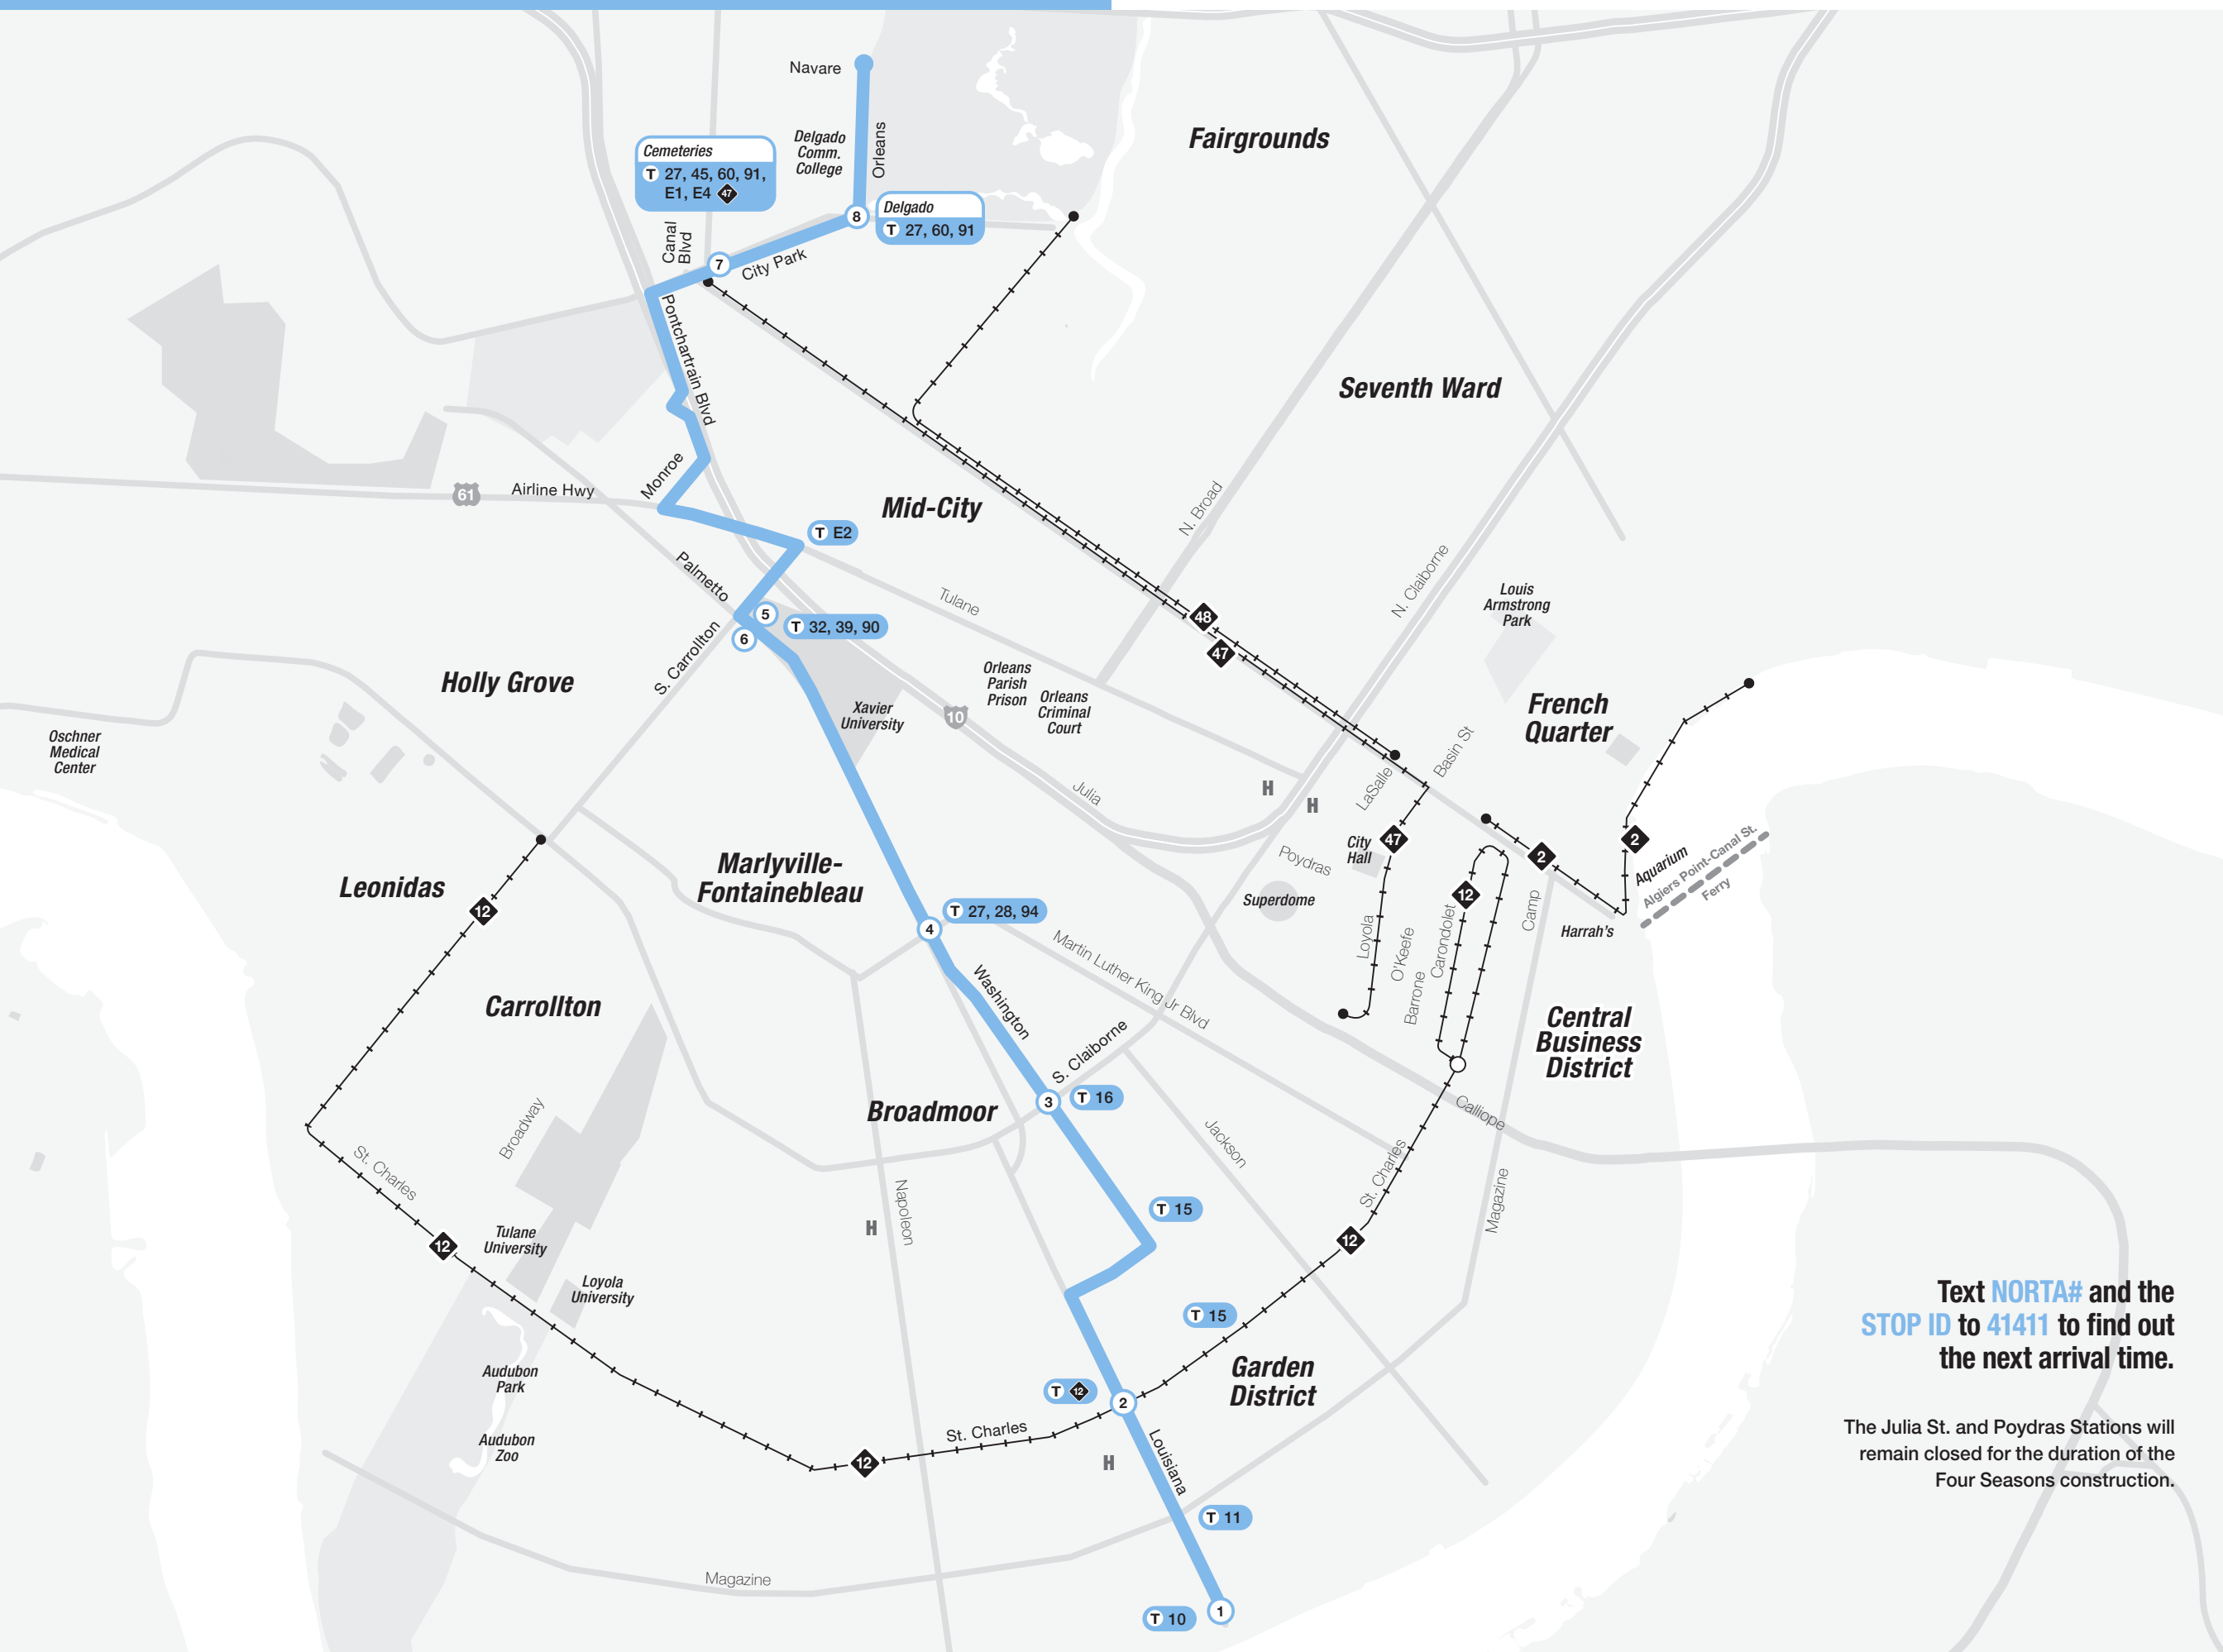 Navare
Delgado
Comm.
College
Orleans
Fairgrounds
Cemeteries
T 27, 45, 60, 91,
E1, E4 47
Delgado
T 27, 60, 91
8
7
Canal
Blvd
City Park
Pontchartrain Blvd
Seventh Ward
Monroe
61
Airline Hwy
Mid-City
N. Broad
T E2
Palmetto
Tulane
N. Claiborne
Louis
Armstrong
Park
5
T 32, 39, 90
6
48
47
S. Carrollton
Holly Grove
Orleans
Parish
Prison
Orleans
Criminal
Court
Xavier
University
10
French
Quarter
Oschner
Medical
Center
Basin St
LaSalle
Julia
H
H
City
Hall
47
2
2
Aquarium
Algiers Point-Canal St.
Ferry
Poydras
Marlyville-
Fontainebleau
Leonidas
12
Superdome
12
Camp
Harrah's
T 27, 28, 94
4
Loyola
O'Keefe
Carondolet
Barrone
Martin Luther King Jr Blvd
Washington
Carrollton
Central
Business
District
S. Claiborne
Broadmoor
3
T 16
Calliope
Broadway
St. Charles
Jackson
St. Charles
Magazine
Napoleon
H
T 15
12
Tulane
University
12
Loyola
University
T 15
Text NORTA# and the
STOP ID to 41411 to find out
the next arrival time.
Audubon
Park
Garden
District
T 12
2
St. Charles
Audubon
Zoo
12
H
Louisiana
The Julia St. and Poydras Stations will
remain closed for the duration of the
Four Seasons construction.
T 11
Magazine
T 10
1